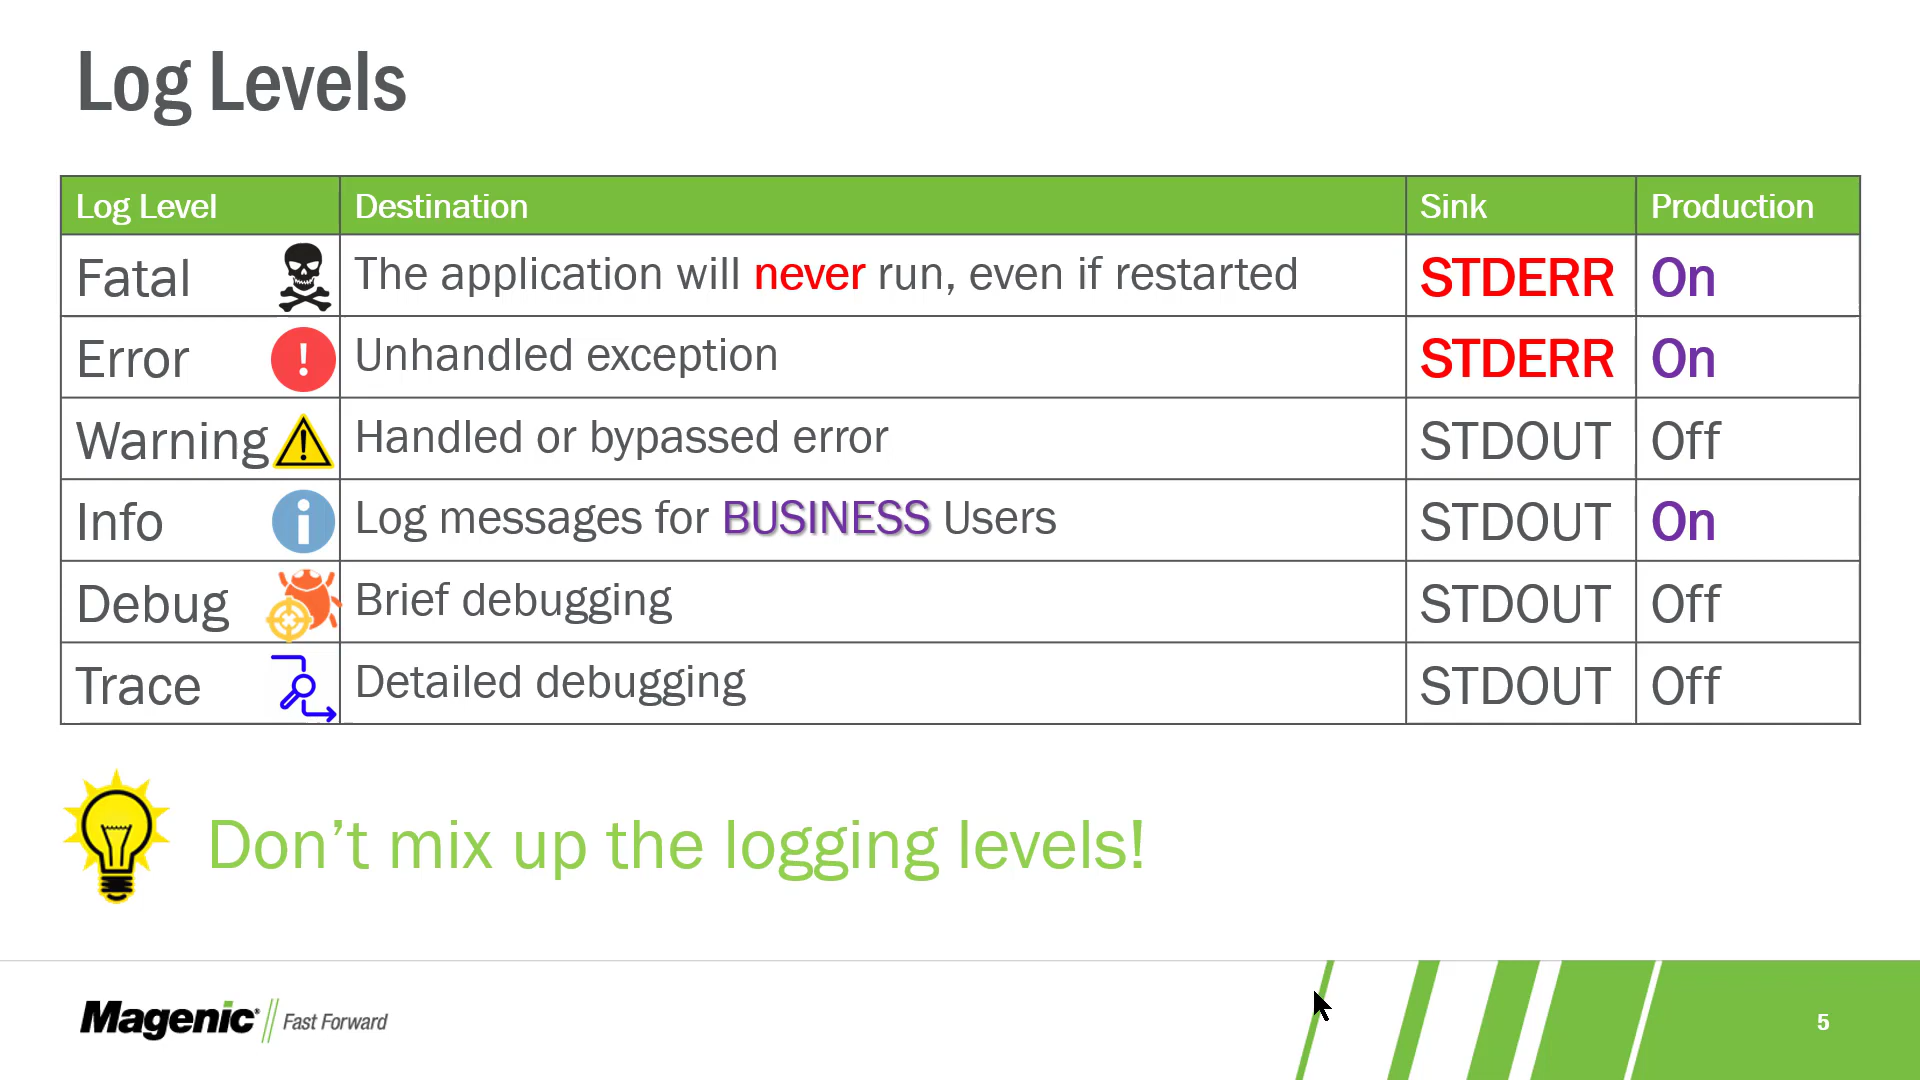 Log Levels
Log Level Destination Sink Production
Fatal The application will never run, even if restarted STDERR On
Error Unhandled exception STDERR On
Warning Handled or bypassed error STDOUT Off
Info Log messages for BUSINESS Users STDOUT On
Debug Brief debugging STDOUT Off
Trace Detailed debugging STDOUT Off
Don’t mix up the logging levels!
Magenic Fast Forward
5